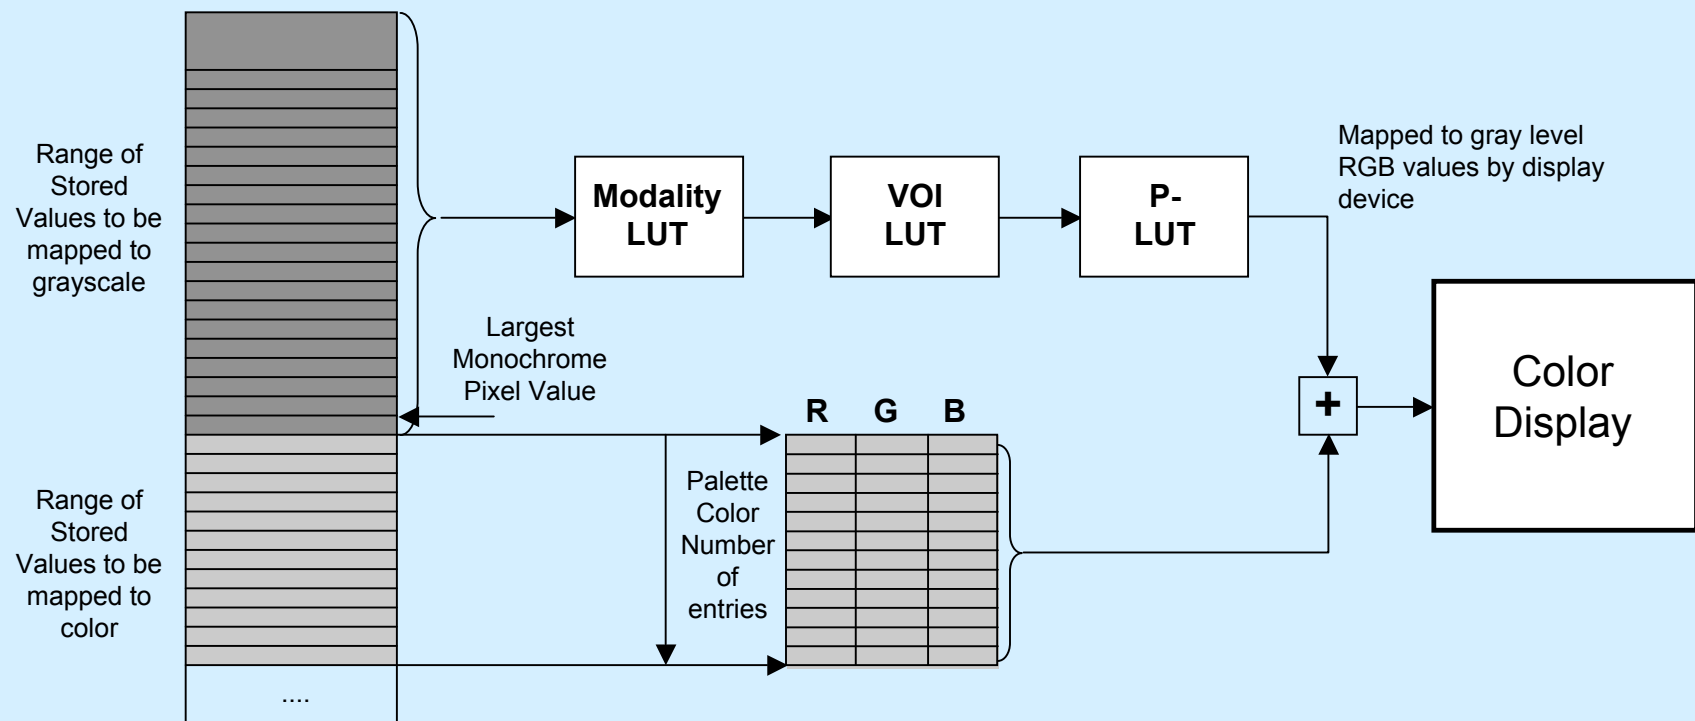 Range of
Stored
Values to be
mapped to
grayscale
Modality
LUT
VOI
LUT
P-
LUT
Mapped to gray level
RGB values by display
device
Largest
Monochrome
Pixel Value
R G B
+
Color
Display
Range of
Stored
Values to be
mapped to
color
Palette
Color
Number
of
entries
....